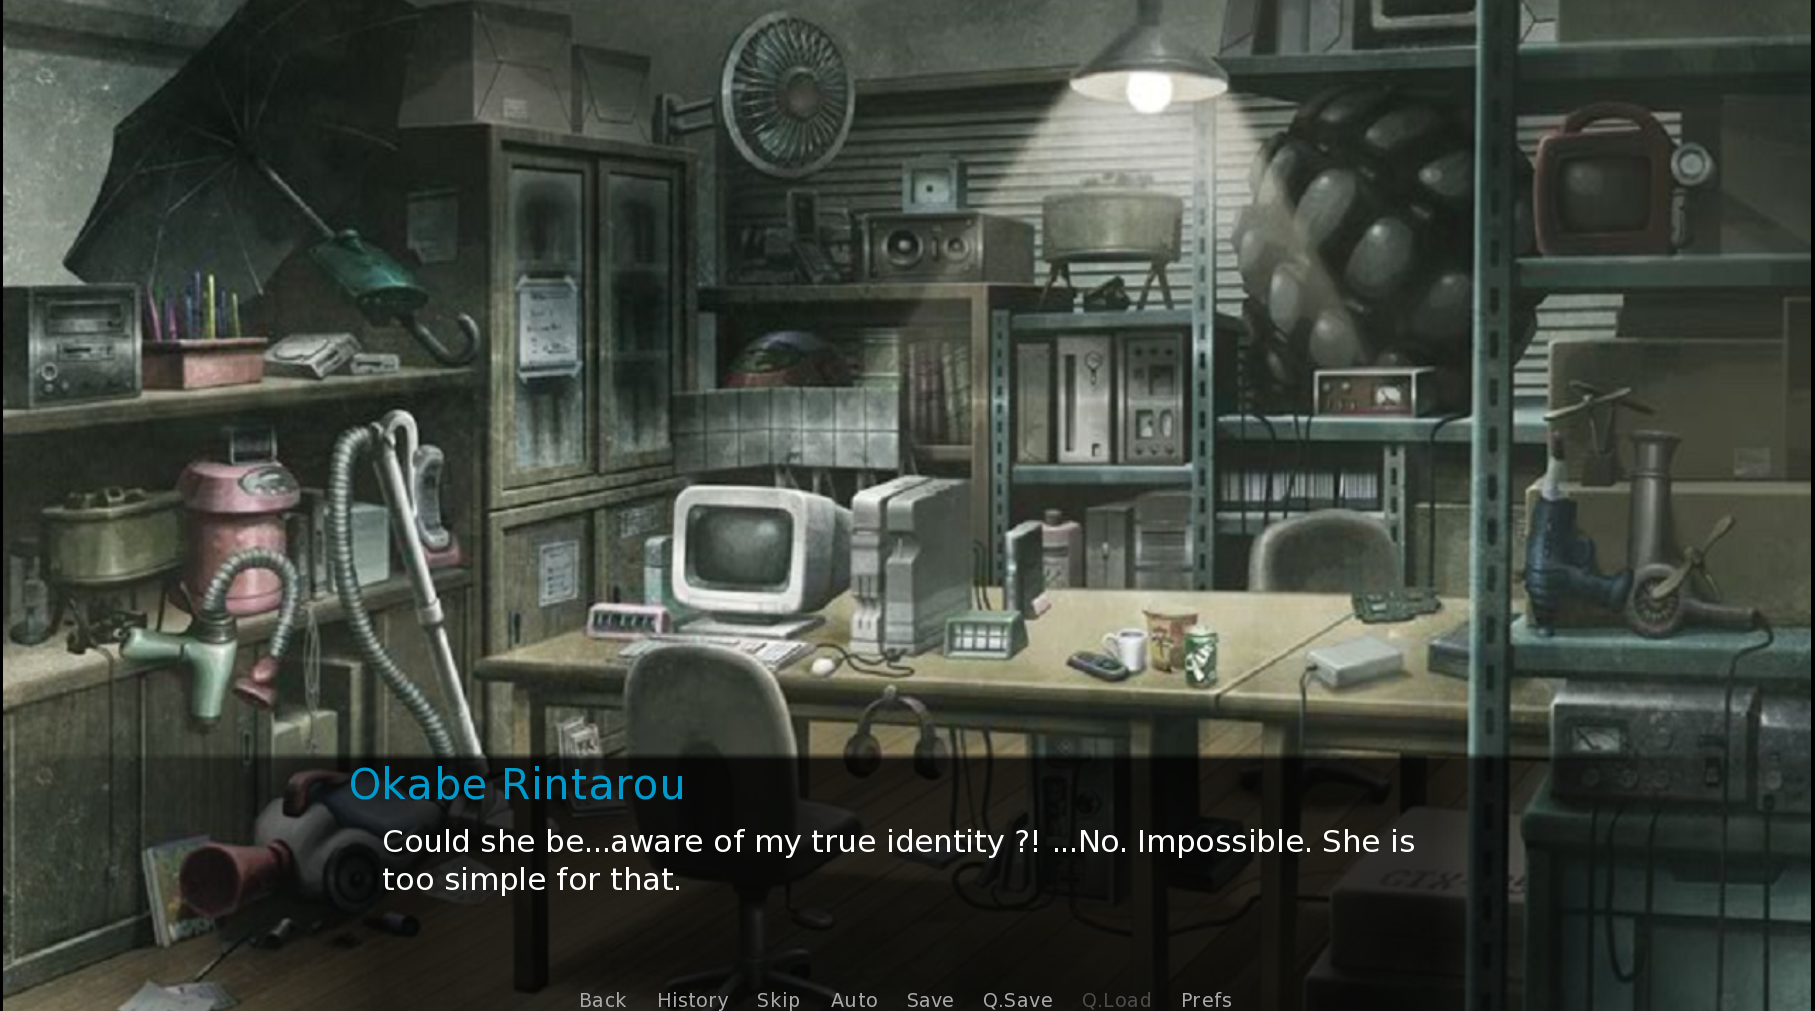 Okabe Rintarou
Could she be...aware of my true identity ?! ...No. Impossible. She is
too simple for that.
Back History Skip Auto Save Q.Save Q.Load Prefs